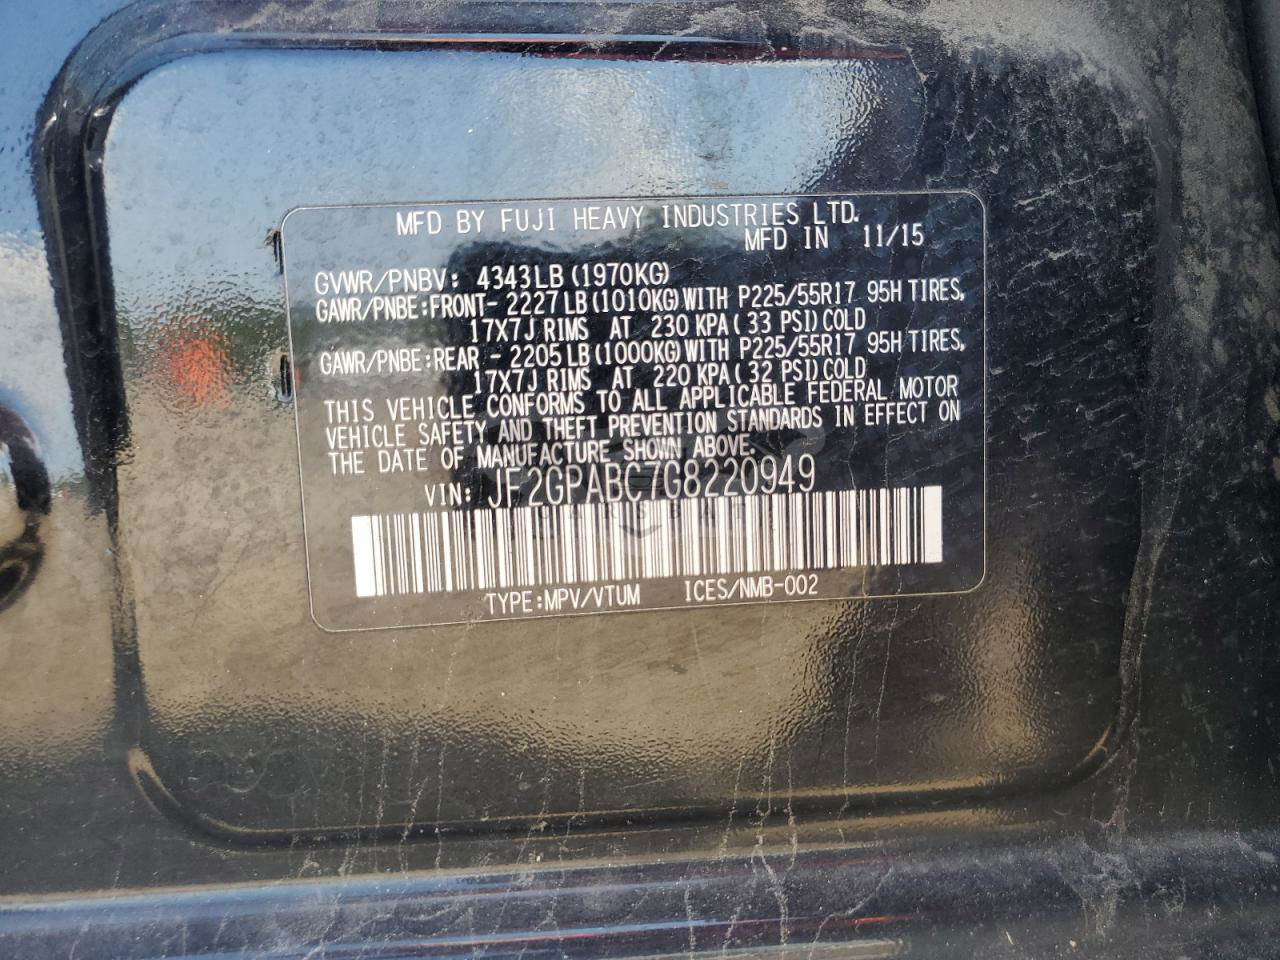 MFD BY FUJI HEAVY INDUSTRIES LTD.
MFD IN 11/15
GVWR/PNBV: 4343LB (1970KG)
GAWR/PNBE:FRONT- 2227LB(1010KG)WITH P225/55R17 95H TIRES,
17X7J RIMS AT 230 KPA(33 PSI)COLD
GAWR/PNBE:REAR - 2205LB(1000KG)WITH P225/55R17 95H TIRES,
17X7J RIMS AT 220 KPA(32 PSI)COLD
THIS VEHICLE CONFORMS TO ALL APPLICABLE FEDERAL MOTOR
VEHICLE SAFETY AND THEFT PREVENTION STANDARDS IN EFFECT ON
THE DATE OF MANUFACTURE SHOWN ABOVE.
VIN: JF2GPABC7G8220949
TYPE:MPV/VTUM ICES/NMB-002